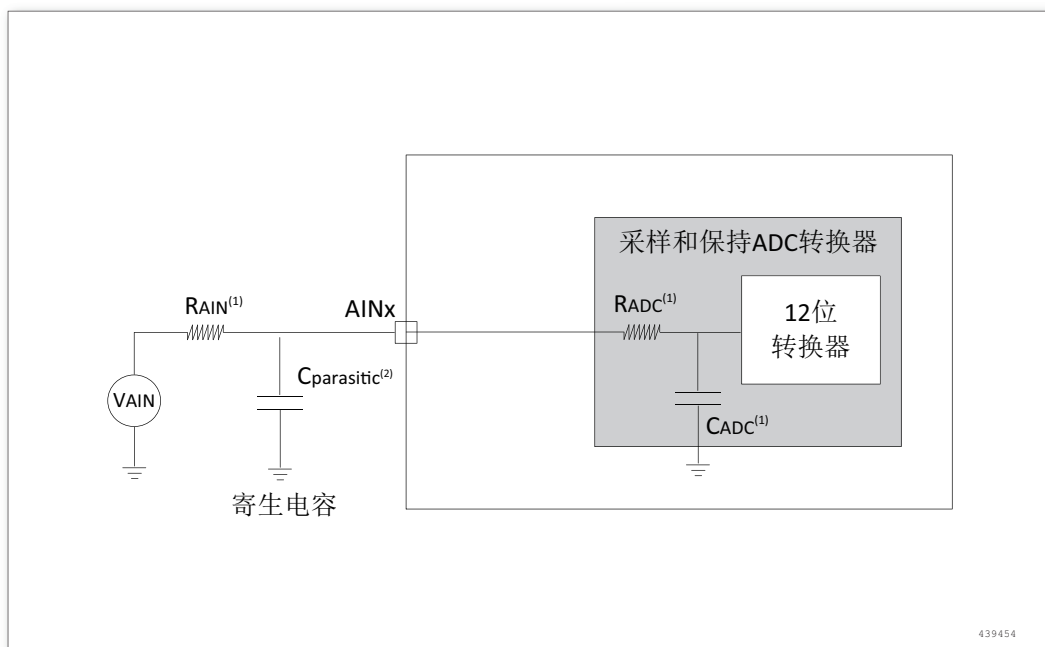 采样和保持ADC转换器
RAIN(1)
AINx
RADC(1)
12位
转换器
Cparasitic(2)
VAIN
CADC(1)
寄生电容
439454